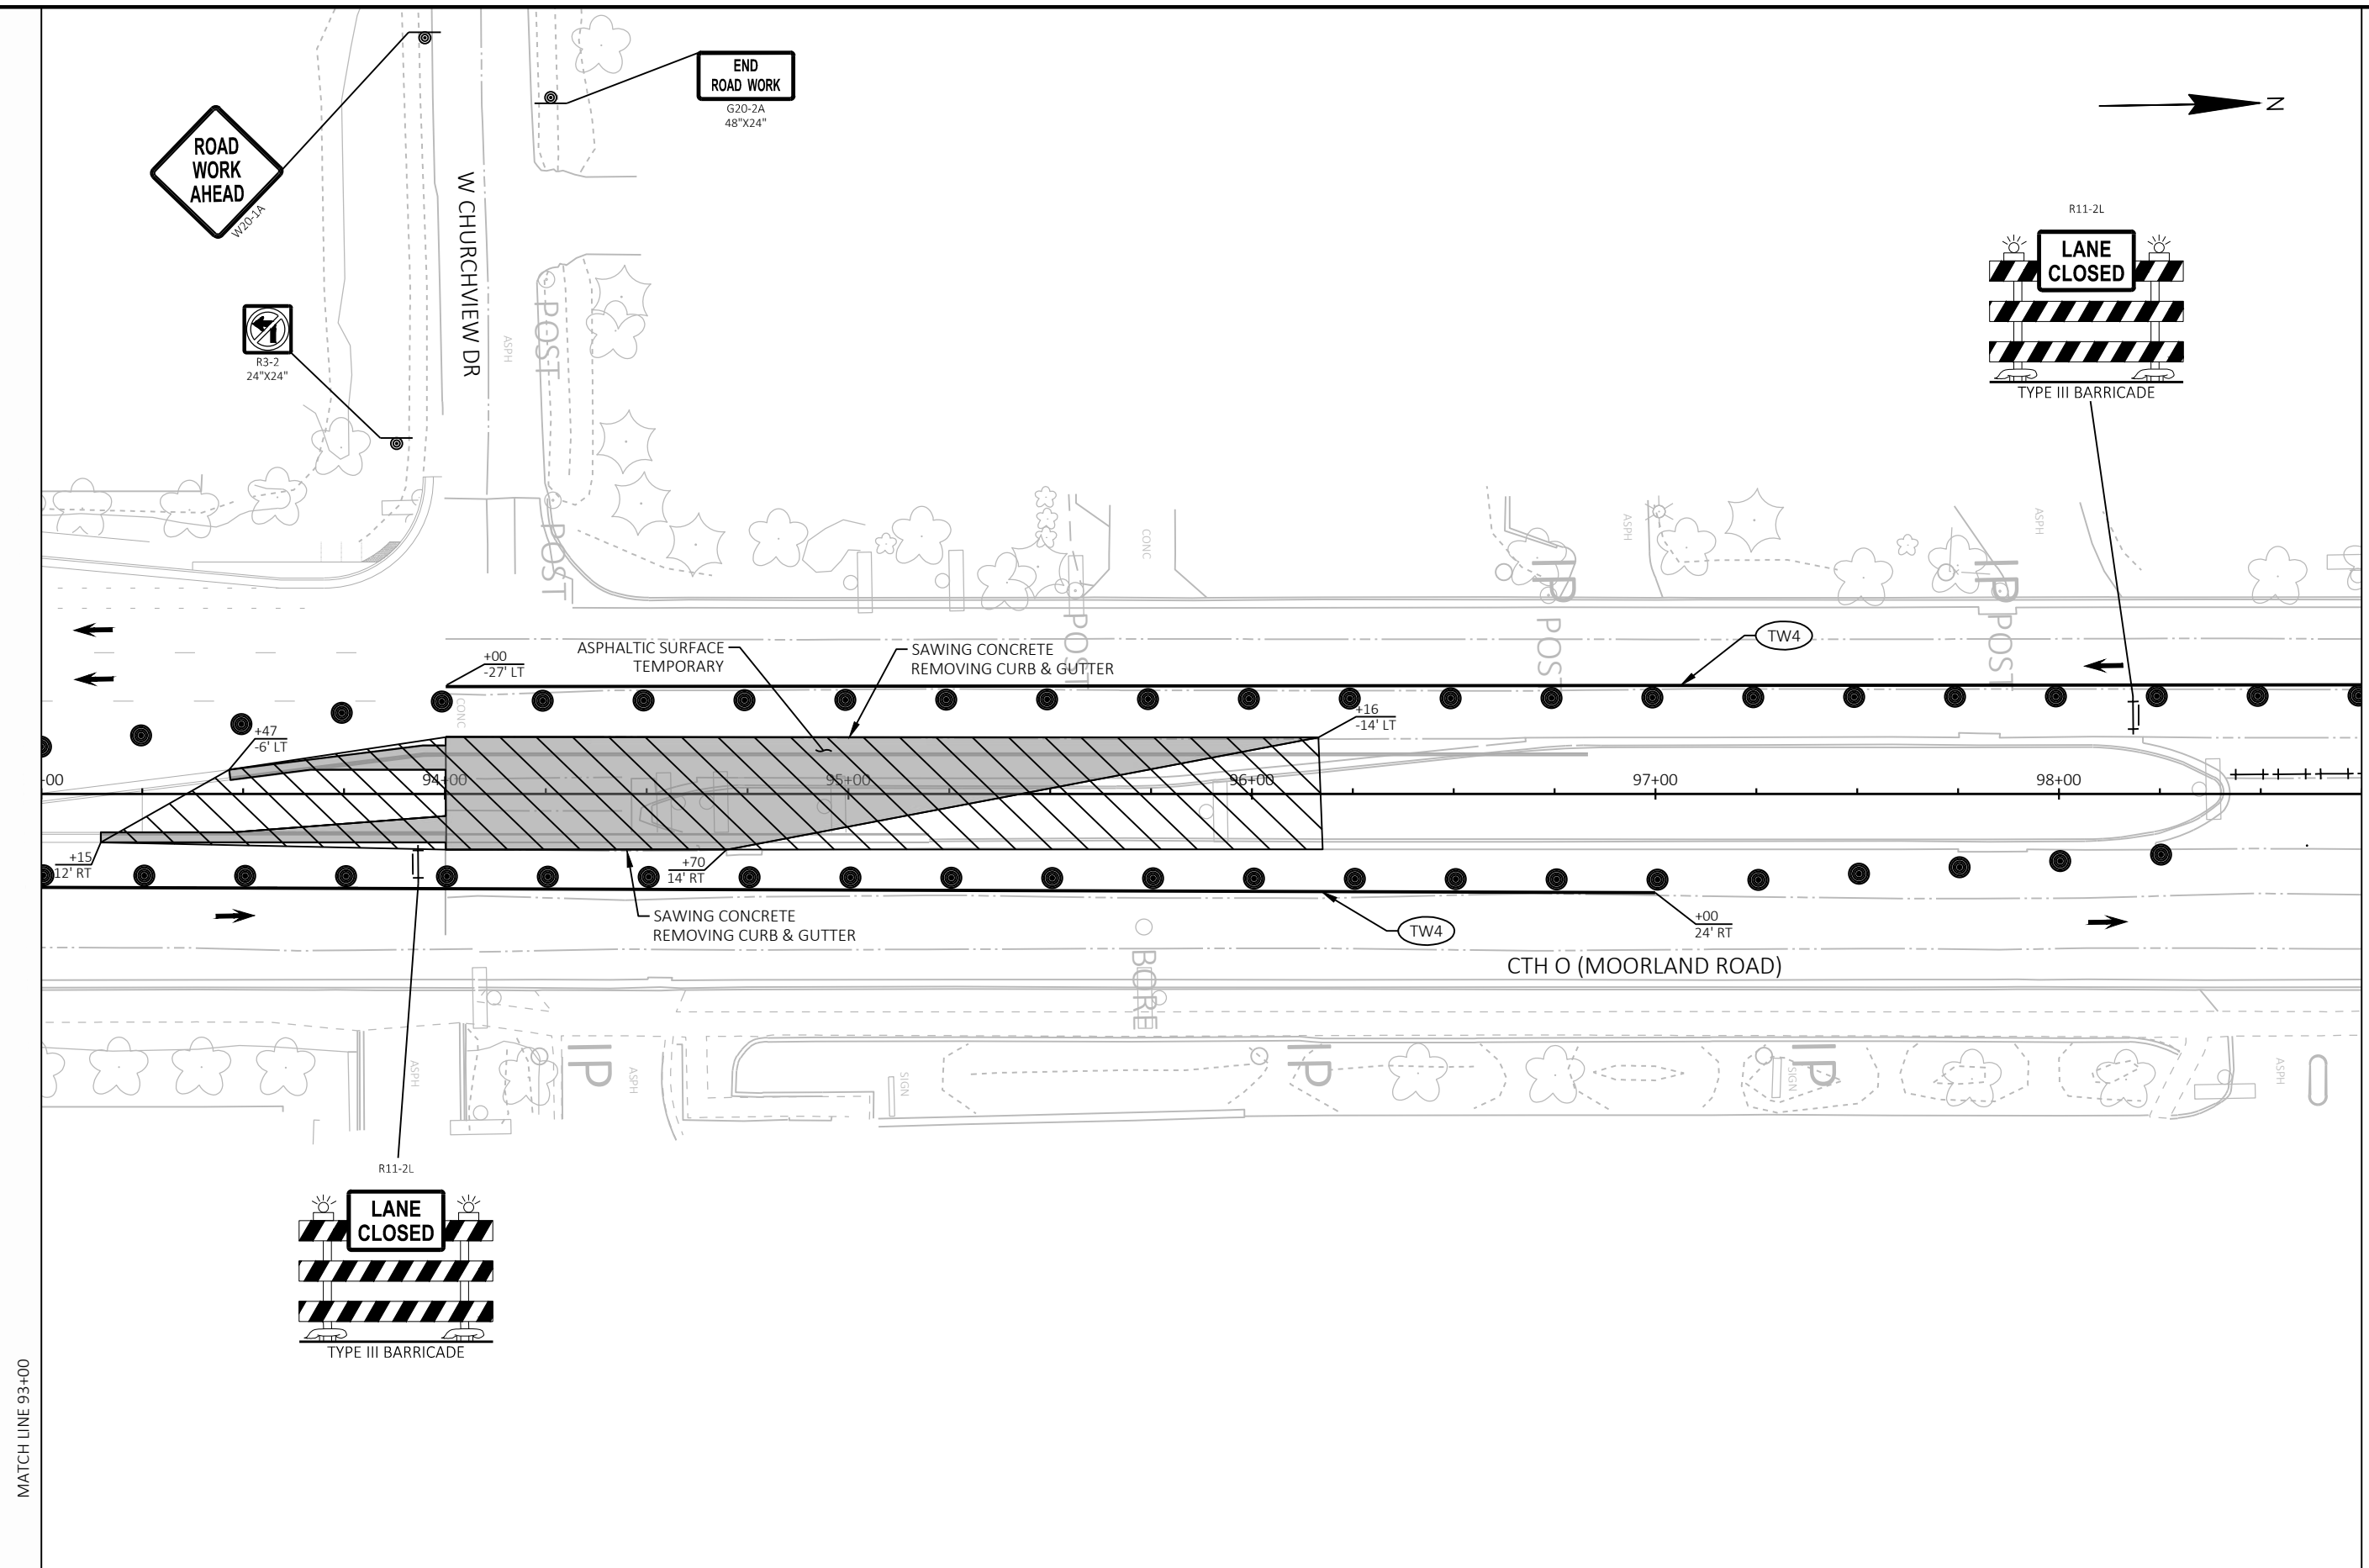 END
ROAD WORK
G20-2A
48"X24"
N
ROAD
WORK
AHEAD
W20-1A
W CHURCHVIEW DR
R3-2
24"X24"
R11-2L
LANE
CLOSED
TYPE III BARRICADE
ASPH
POST
POST
CONC
ASPH
ASPH
IP
IP
POST
POST
POST
ASPHALTIC SURFACE
TEMPORARY
SAWING CONCRETE
REMOVING CURB & GUTTER
TW4
+00
-27' LT
CONC
+16
-14' LT
+47
-6' LT
+00
94+00
95+00
96+00
97+00
98+00
+15
12' RT
+70
14' RT
SAWING CONCRETE
REMOVING CURB & GUTTER
TW4
+00
24' RT
BORE
CTH O (MOORLAND ROAD)
ASPH
IP
ASPH
SIGN
IP
SIGN
IP
ASPH
R11-2L
LANE
CLOSED
TYPE III BARRICADE
MATCH LINE 93+00